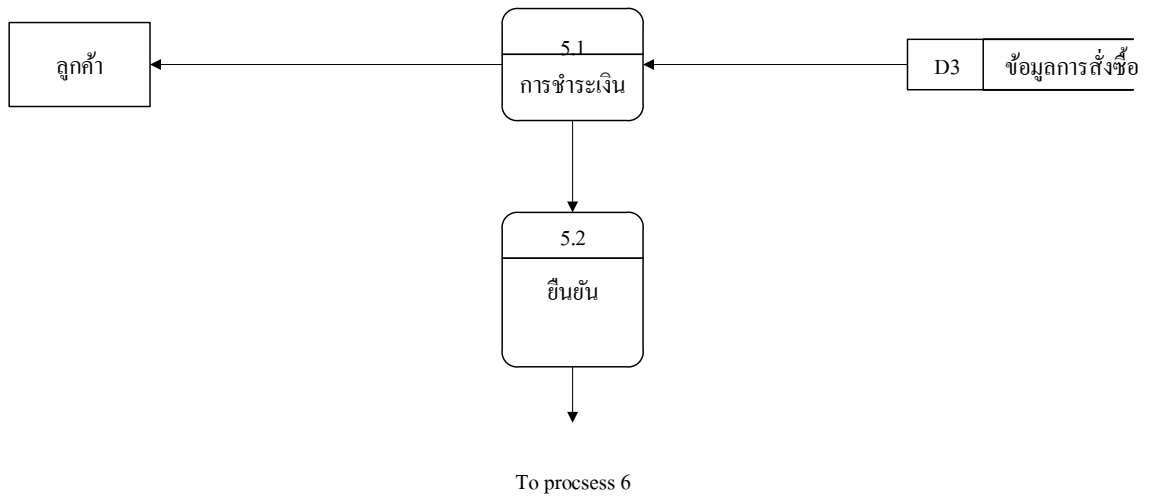 ลูกค้า
5.1
การชำระเงิน
D3
ข้อมูลการสั่งซื้อ
5.2
ยืนยัน
To procsess 6